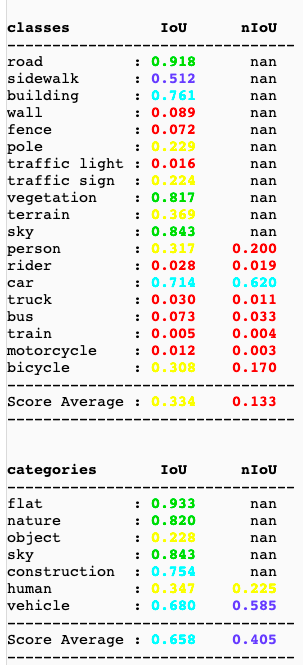 classes IoU nIoU
--------------------------------
road : 0.918 nan
sidewalk : 0.512 nan
building : 0.761 nan
wall : 0.089 nan
fence : 0.072 nan
pole : 0.229 nan
traffic light : 0.016 nan
traffic sign : 0.224 nan
vegetation : 0.817 nan
terrain : 0.369 nan
sky : 0.843 nan
person : 0.317 0.200
rider : 0.028 0.019
car : 0.714 0.620
truck : 0.030 0.011
bus : 0.073 0.033
train : 0.005 0.004
motorcycle : 0.012 0.003
bicycle : 0.308 0.170
--------------------------------
Score Average : 0.334 0.133
--------------------------------
categories IoU nIoU
--------------------------------
flat : 0.933 nan
nature : 0.820 nan
object : 0.228 nan
sky : 0.843 nan
construction : 0.754 nan
human : 0.347 0.225
vehicle : 0.680 0.585
--------------------------------
Score Average : 0.658 0.405
--------------------------------